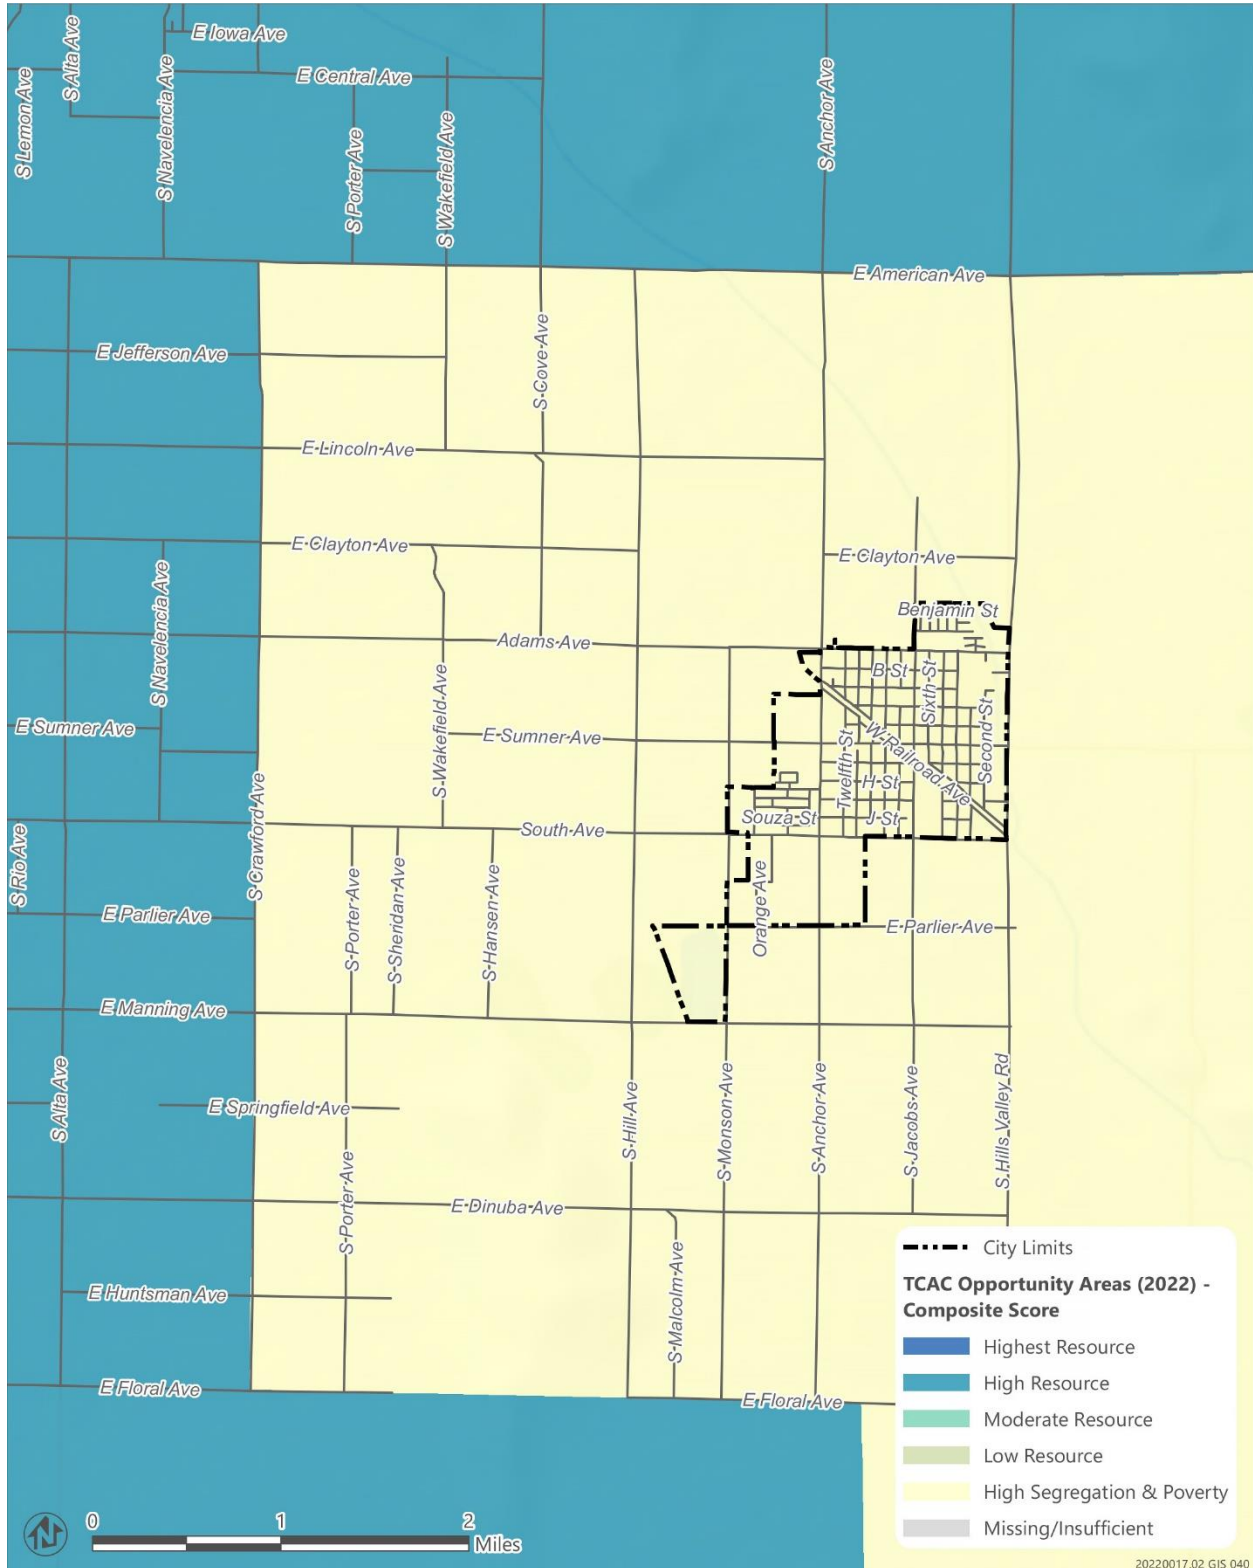 S Lemon Ave
S Alta Ave
S Navelencia Ave
E Iowa Ave
E Central Ave
S Porter Ave
S Wakefield Ave
S Anchor Ave
E American Ave
E Jefferson Ave
S Cove Ave
E Lincoln Ave
E Clayton Ave
E Clayton Ave
S Navelencia Ave
Benjamin St
Adams Ave
B St
Sixth St
S Wakefield Ave
E Sumner Ave
E Sumner Ave
Second St
Twelfth St
W Railroad Ave
H St
S Crawford Ave
South Ave
Souza St
J St
S Rio Ave
E Parlier Ave
S Porter Ave
S Sheridan Ave
S Hansen Ave
Orange Ave
E Parlier Ave
E Manning Ave
S Alta Ave
E Springfield Ave
S Hill Ave
S Monson Ave
S Anchor Ave
S Jacobs Ave
S Hills Valley Rd
S Porter Ave
E Dinuba Ave
E Huntsman Ave
S Malcolm Ave
E Floral Ave
E Floral Ave
City Limits
TCAC Opportunity Areas (2022) -
Composite Score
Highest Resource
High Resource
Moderate Resource
Low Resource
High Segregation & Poverty
Missing/Insufficient
N
0 1 2
Miles
20220017.02 GIS 040